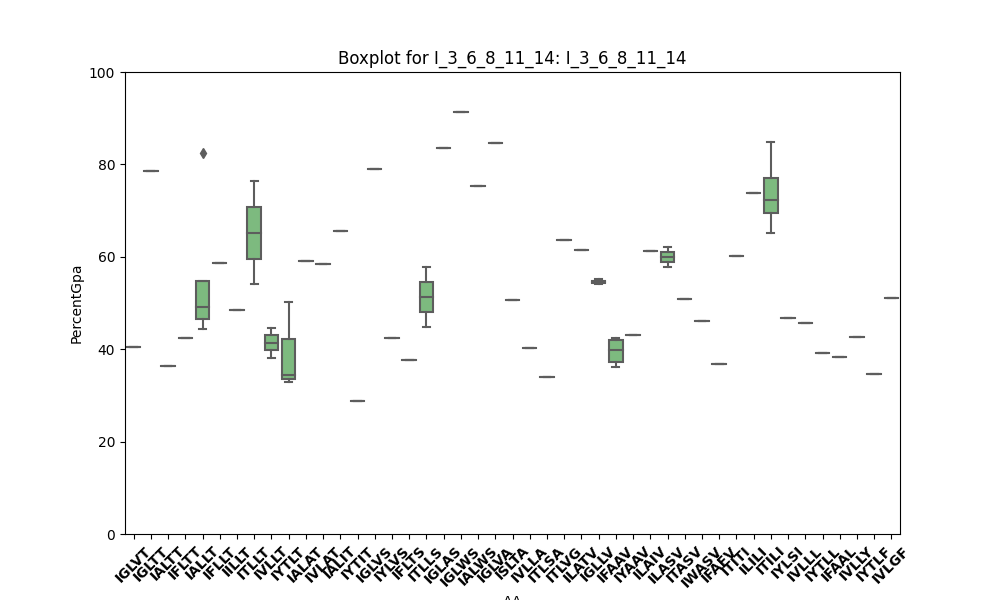 Boxplot for I_3_6_8_11_14: I_3_6_8_11_14
PercentGpa
100
80
60
40
20
0
IGLVT
IGLTT
IALTT
IFLTT
IALLT
IFLLT
IILLT
ITLLT
IVLLT
IYTLT
IALAT
IVLAT
IALIT
IYTIT
IGLVS
IYLVS
IFLTS
ITLLS
IGLAS
IGLWS
IALWS
IGLVA
ISLTA
IVLLA
ITLSA
ITLVG
ILATV
IGLLV
IFAAV
IYAAV
ILAIV
ILASV
ITASV
IWASV
IFAFV
ITITI
ILILI
ITILI
IYLSI
IVLLL
IYTLL
IFAAL
IVLLY
IYTLF
IVLGF